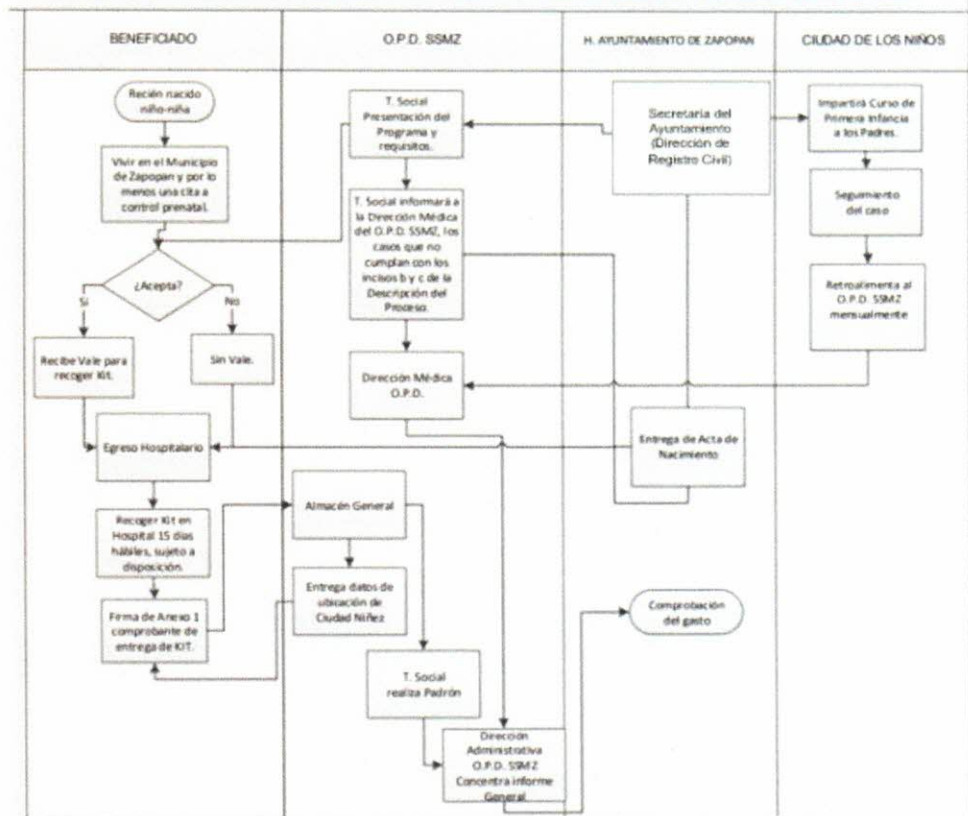 BENEFICIADO
O.P.D. SSMZ
H. AYUNTAMIENTO DE ZAPOPAN
CIUDAD DE LOS NIÑOS
Recién nacido
niño-niña
Vivir en el Municipio
de Zapopan y por lo
menos una cita a
control prenatal.
¿Acepta?
Si
No
Recibe Vale para
recoger Kit.
Sin Vale.
Egreso Hospitalario
Recoger Kit en
Hospital 15 días
hábiles, sujeto a
disposición.
Firma de Anexo 1
comprobante de
entrega de KIT.
T. Social
Presentación del
Programa y
requisitos.
T. Social informará a
la Dirección Médica
del O.P.D. SSMZ, los
casos que no
cumplan con los
incisos b y c de la
Descripción del
Proceso.
Dirección Médica
O.P.D.
Almacén General
Entrega datos de
ubicación de
Ciudad Niñez
T. Social
realiza Padrón
Dirección
Administrativa
O.P.D. SSMZ
Concentra informe
General
Secretaria del
Ayuntamiento
(Dirección de
Registro Civil)
Entrega de Acta de
Nacimiento
Comprobación
del gasto
Impartirá Curso de
Primera Infancia
a los Padres.
Seguimiento
del caso
Retroalimenta al
O.P.D. SSMZ
mensualmente